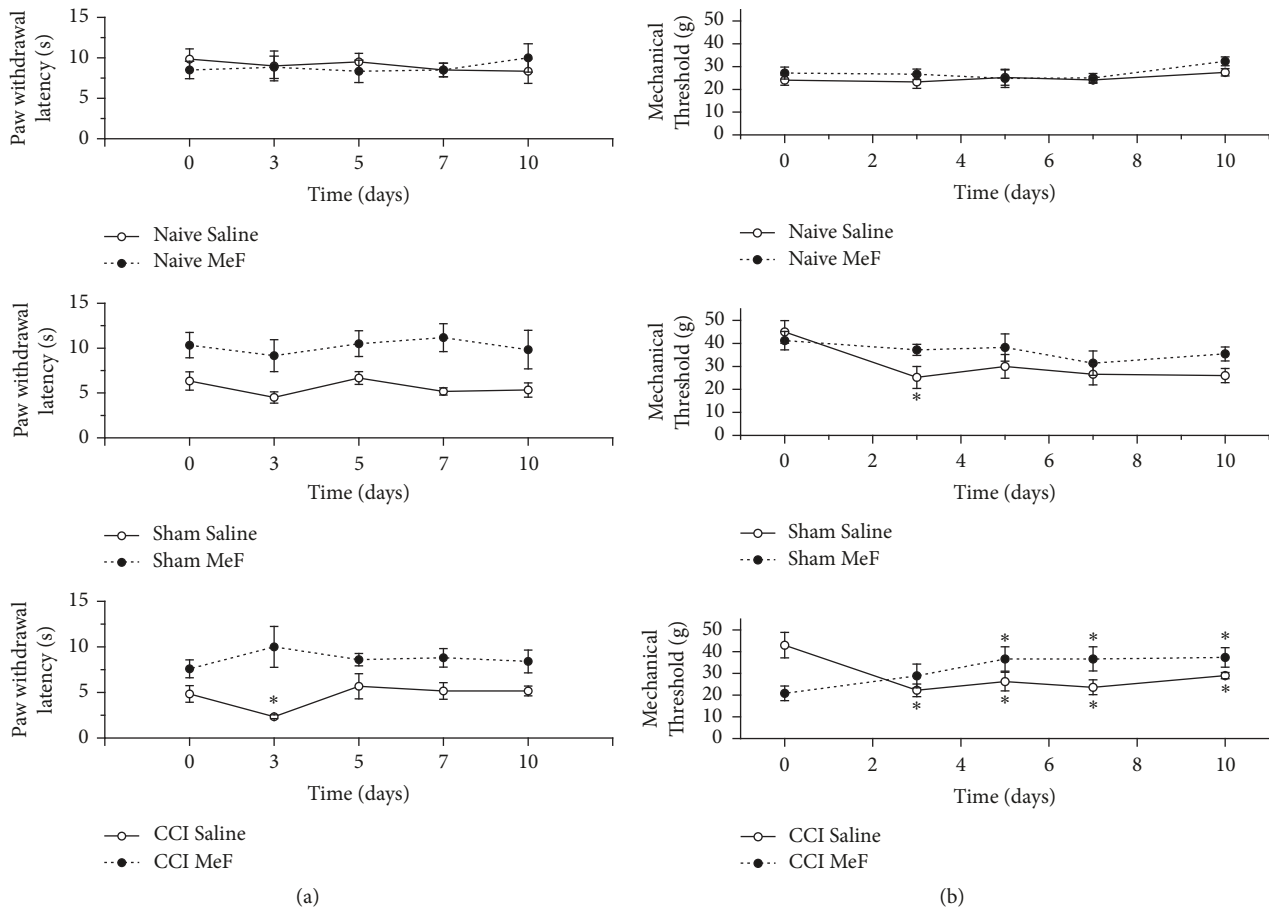 Paw withdrawal
latency (s)
15
10
5
0
0 3 5 7 10
Time (days)
Naive Saline
Naive MeF
Paw withdrawal
latency (s)
15
10
5
0
0 3 5 7 10
Time (days)
Sham Saline
Sham MeF
Paw withdrawal
latency (s)
15
10
5
0
*
0 3 5 7 10
Time (days)
CCI Saline
CCI MeF
(a)
Mechanical
Threshold (g)
50
40
30
20
10
0
0 2 4 6 8 10
Time (days)
Naive Saline
Naive MeF
Mechanical
Threshold (g)
50
40
30
20
10
0
*
0 2 4 6 8 10
Time (days)
Sham Saline
Sham MeF
Mechanical
Threshold (g)
50
40
30
20
10
0
* * *
* * * *
0 2 4 6 8 10
Time (days)
CCI Saline
CCI MeF
(b)